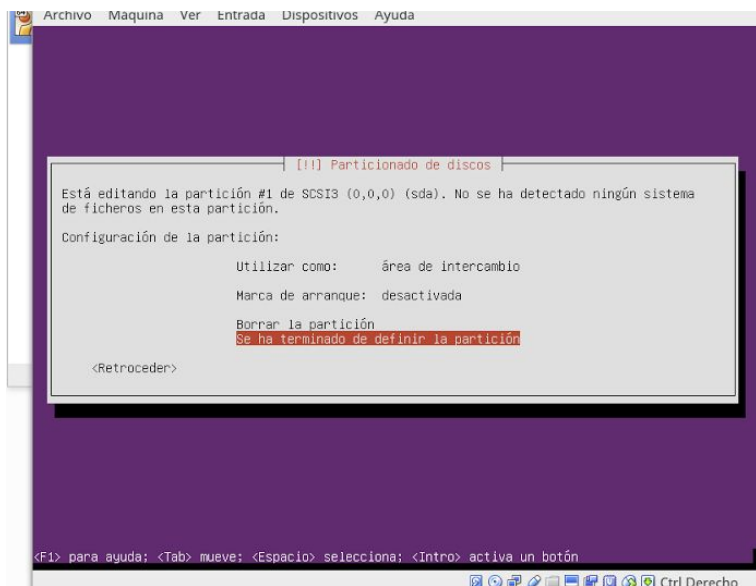 Archivo Máquina Ver Entrada Dispositivos Ayuda
[!!] Particionado de discos
Está editando la partición #1 de SCSI3 (0,0,0) (sda). No se ha detectado ningún sistema
de ficheros en esta partición.
Configuración de la partición:
Utilizar como: área de intercambio
Marca de arranque: desactivada
Borrar la partición
Se ha terminado de definir la partición
<Retroceder>
<F1> para ayuda; <Tab> mueve; <Espacio> selecciona; <Intro> activa un botón
Ctrl Derecho